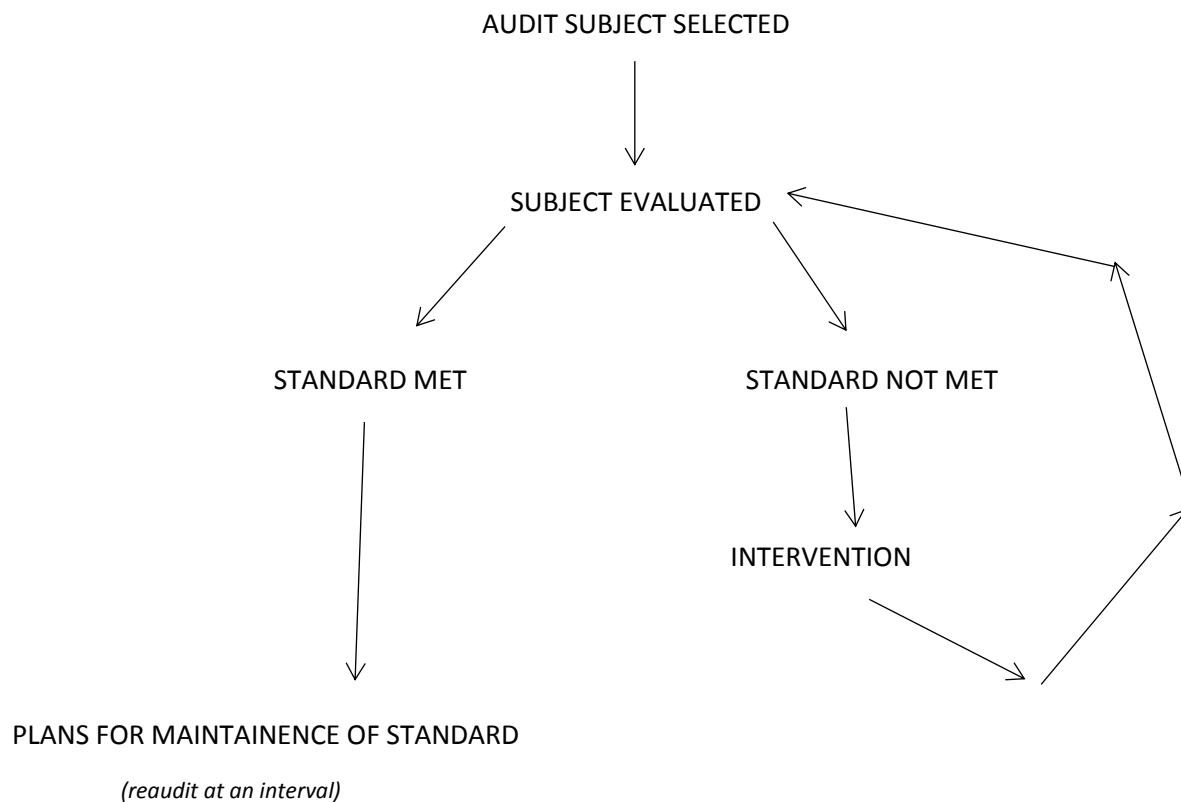 AUDIT SUBJECT SELECTED
SUBJECT EVALUATED
STANDARD MET
STANDARD NOT MET
INTERVENTION
PLANS FOR MAINTAINENCE OF STANDARD
(reaudit at an interval)